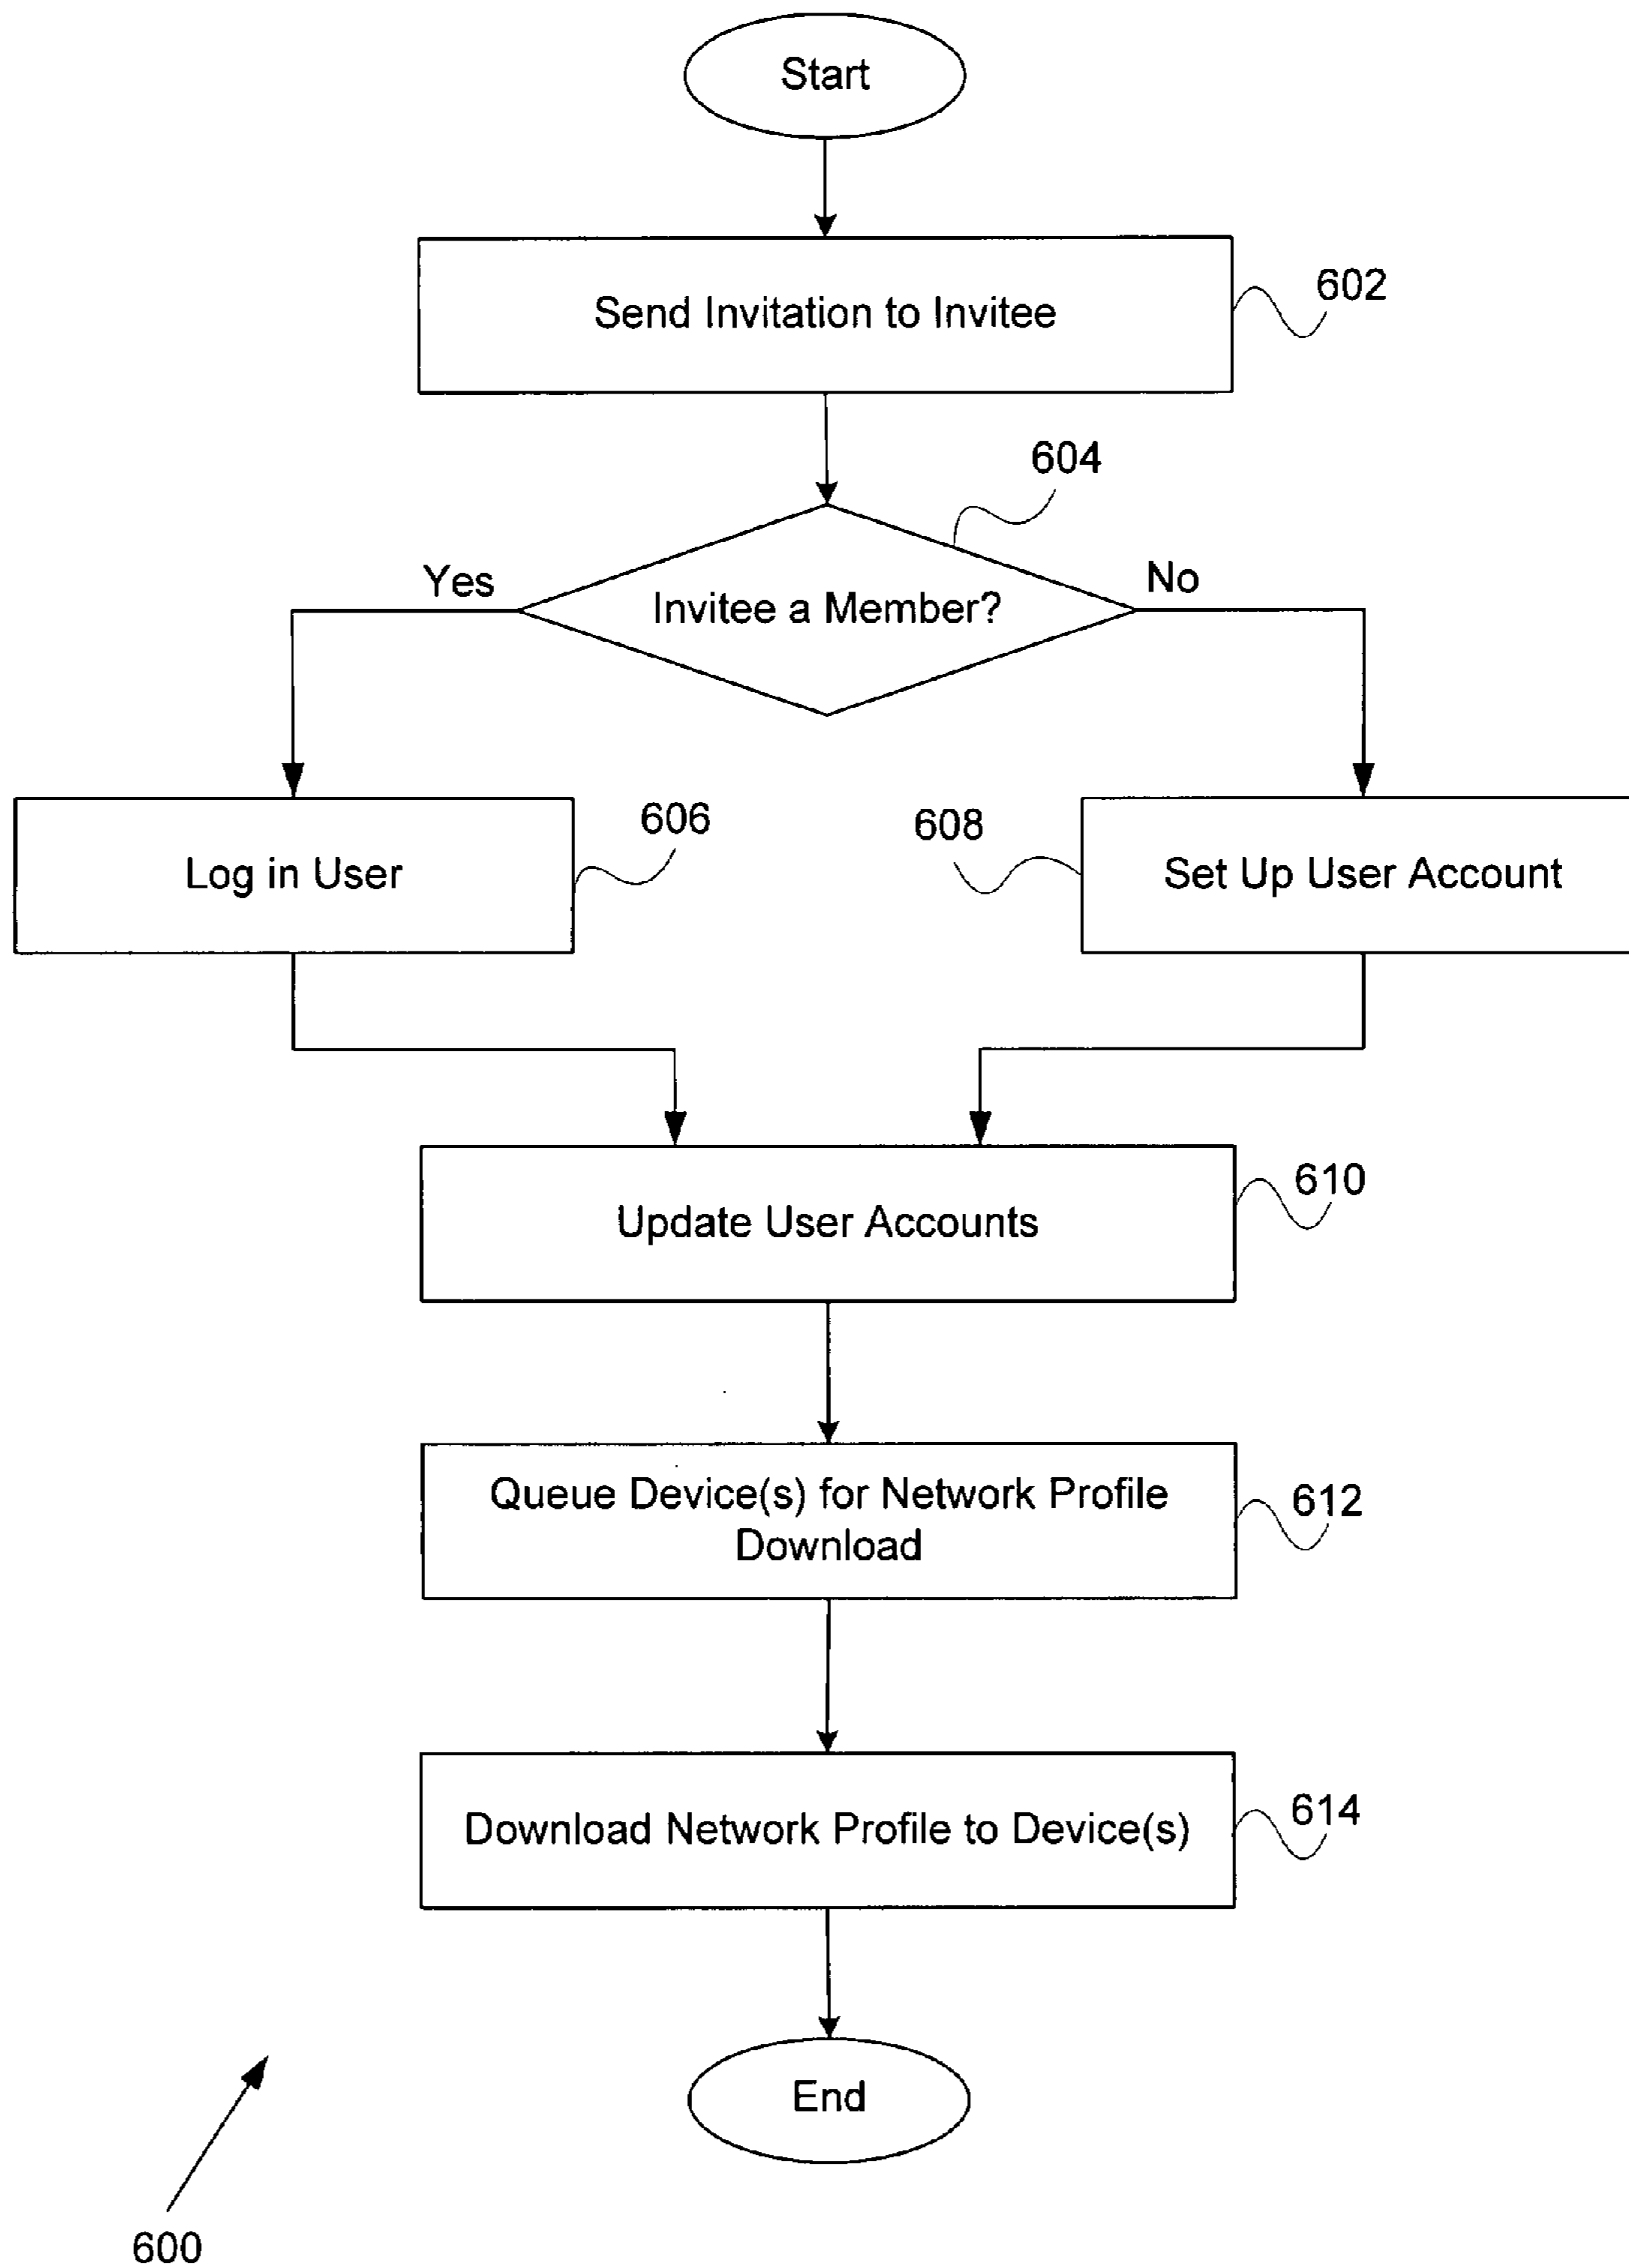 Start
Send Invitation to Invitee
602
604
Yes
Invitee a Member?
No
Log in User
606
608
Set Up User Account
Update User Accounts
610
Queue Device(s) for Network Profile
Download
612
Download Network Profile to Device(s)
614
End
600